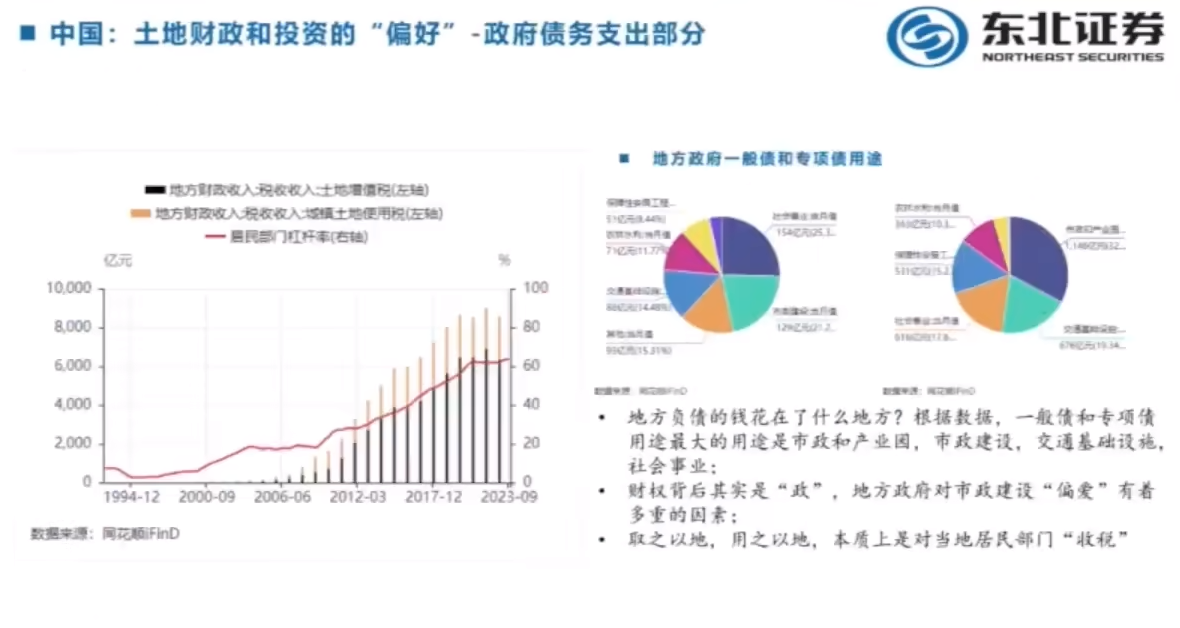 ■ 中国：土地财政和投资的“偏好”-政府债务支出部分
东北证券
NORTHEAST SECURITIES
地方财政收入:税收收入:土地增值税(左轴)
地方财政收入:税收收入:城镇土地使用税(左轴)
居民部门杠杆率(右轴)
亿元
%
10,000
8,000
6,000
4,000
2,000
0
100
80
60
40
20
0
1994-12 2000-09 2006-06 2012-03 2017-12 2023-09
数据来源：同花顺iFinD
■ 地方政府一般债和专项债用途
保障性安居工程...
51亿元(8.44%)
农林水利:当月值
71亿元(11.77%)
交通基础设施:...
88亿元(14.48%)
其他:当月值
93亿元(15.31%)
社会事业:当月值
154亿元(25.3...
市政建设:当月值
129亿元(21.2...
数据来源：同花顺iFinD
农林水利:当月值
363亿元(10.3...
保障性安居工...
531亿元(15.2...
社会事业:当月值
616亿元(17.6...
市政和产业园...
1,146亿元(32...
交通基础设施:...
676亿元(19.34...
数据来源：同花顺iFinD
• 地方负债的钱花在了什么地方？根据数据，一般债和专项债
用途最大的用途是市政和产业园，市政建设，交通基础设施，
社会事业；
• 财权背后其实是“政”，地方政府对市政建设“偏爱”有着
多重的因素；
• 取之以地，用之以地，本质上是对当地居民部门“收税”